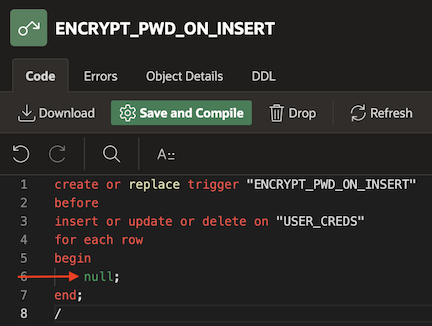 ENCRYPT_PWD_ON_INSERT
Code Errors Object Details DDL
Download Save and Compile Drop Refresh
A::
1 create or replace trigger "ENCRYPT_PWD_ON_INSERT"
2 before
3 insert or update or delete on "USER_CREDS"
4 for each row
5 begin
6 null;
7 end;
8 /